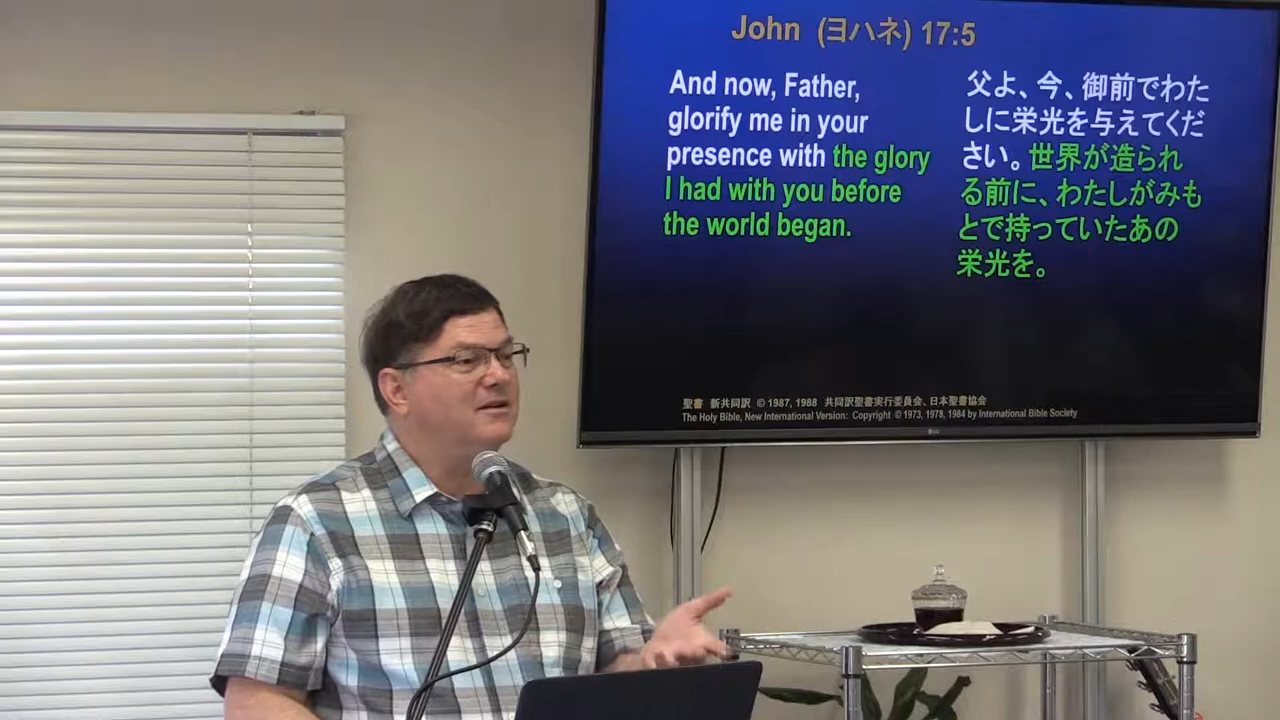 John (ヨハネ) 17:5
And now, Father,
glorify me in your
presence with the glory
I had with you before
the world began.
父よ、今、御前でわた
しに栄光を与えてくだ
さい。世界が造られ
る前に、わたしがみも
とで持っていたあの
栄光を。
聖書 新共同訳 © 1987, 1988 共同訳聖書実行委員会、日本聖書協会
The Holy Bible, New International Version: Copyright © 1973, 1978, 1984 by International Bible Society
LG